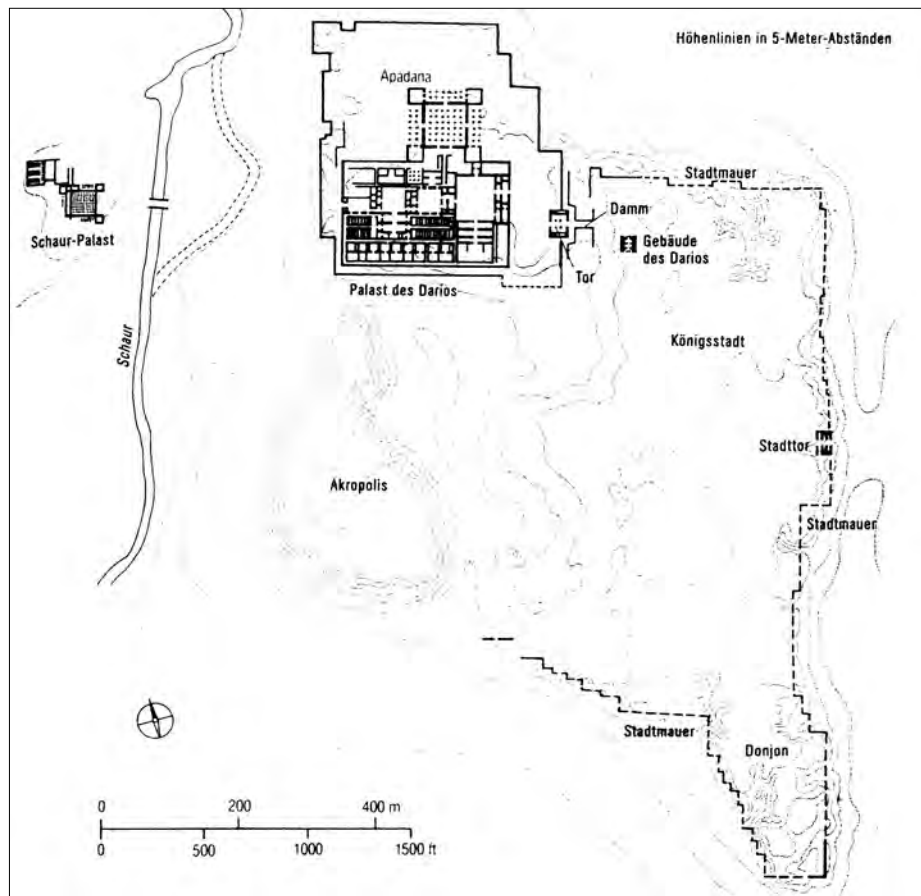 Höhenlinien in 5-Meter-Abständen
Apadana
Stadtmauer
Damm
Schaur-Palast
Gebäude
des Darios
Tor
Palast des Darios
Schaur
Königsstadt
Stadttor
Akropolis
Stadtmauer
Stadtmauer
Donjon
0 200 400 m
0 500 1000 1500 ft